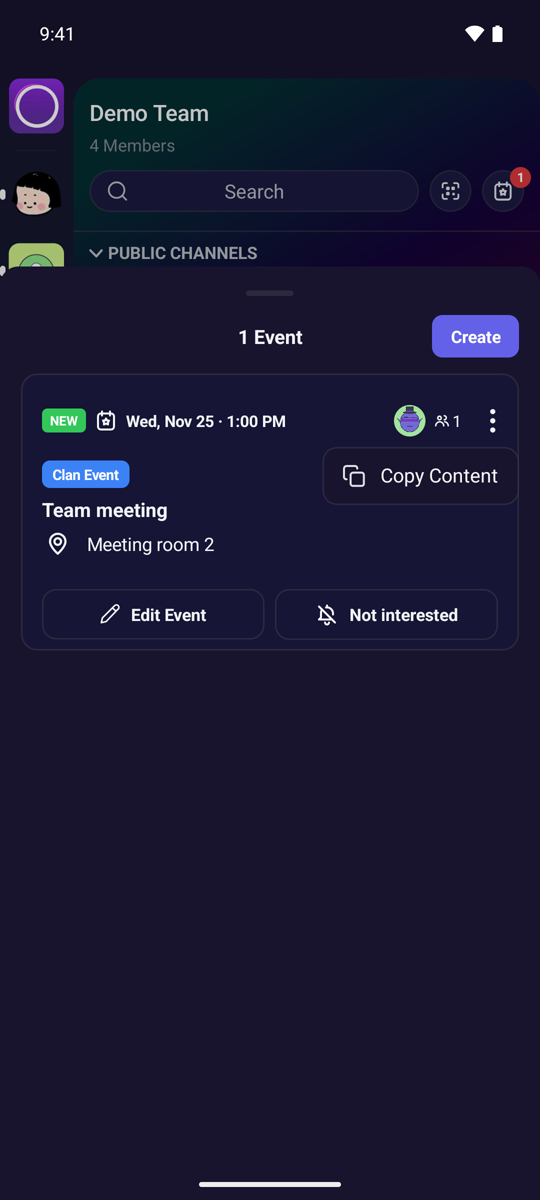 9:41
Demo Team
4 Members
Search
1
PUBLIC CHANNELS
1 Event
Create
NEW
Wed, Nov 25 · 1:00 PM
1
Clan Event
Copy Content
Team meeting
Meeting room 2
Edit Event
Not interested